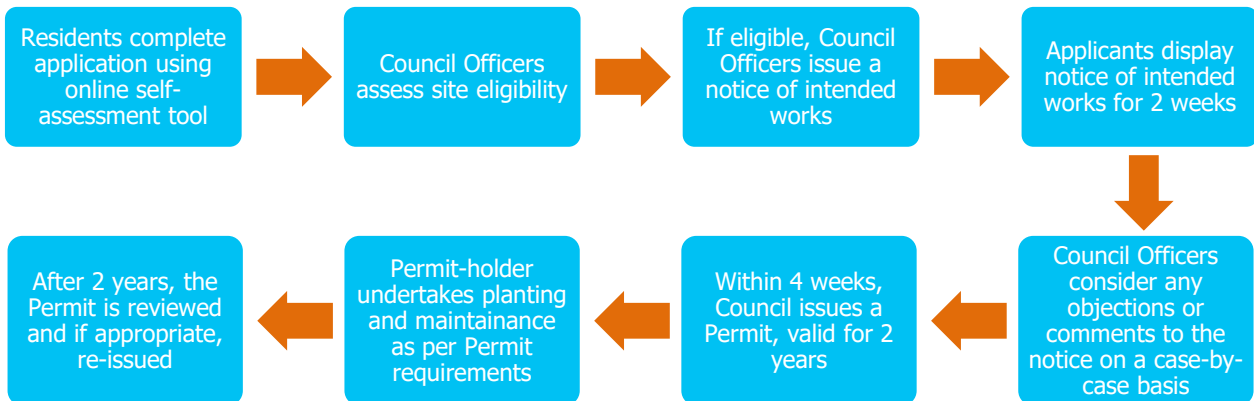 Residents complete
application using
online self-
assessment tool
Council Officers
assess site eligibility
If eligible, Council
Officers issue a
notice of intended
works
Applicants display
notice of intended
works for 2 weeks
Council Officers
consider any
objections or
comments to the
notice on a case-by-
case basis
Within 4 weeks,
Council issues a
Permit, valid for 2
years
Permit-holder
undertakes planting
and maintainance
as per Permit
requirements
After 2 years, the
Permit is reviewed
and if appropriate,
re-issued